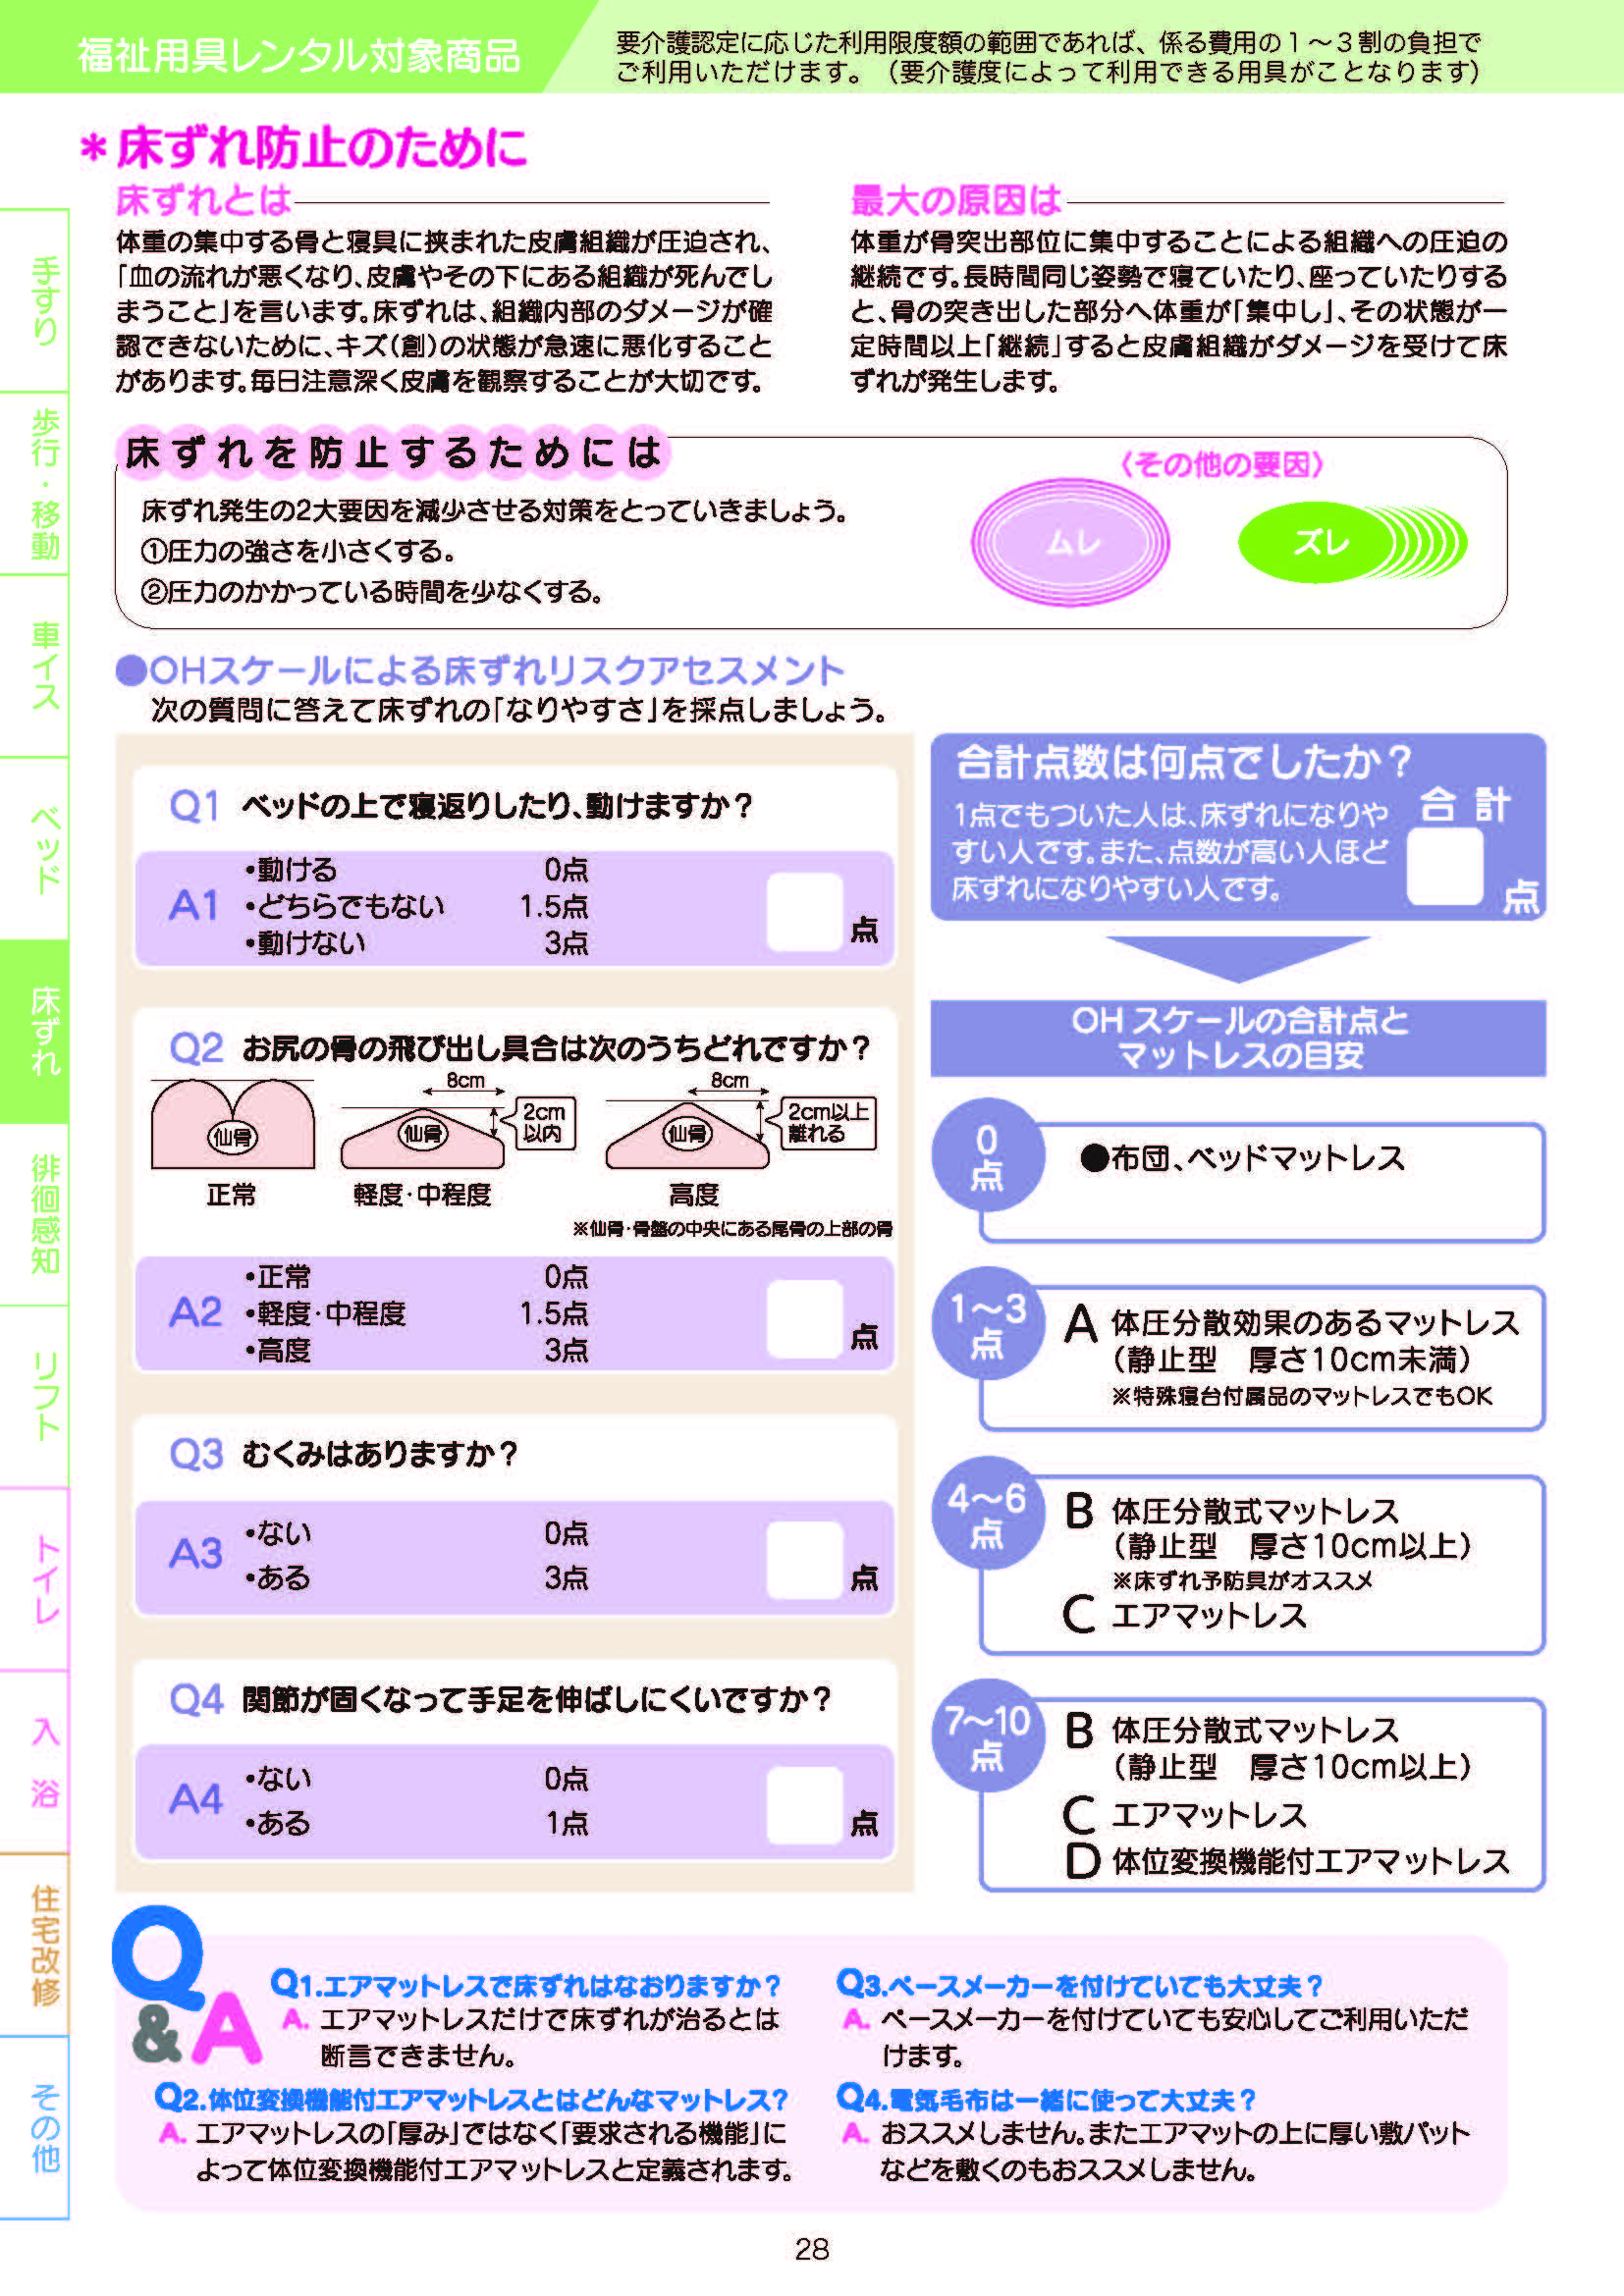 福祉用具レンタル対象商品
要介護認定に応じた利用限度額の範囲であれば、係る費用の１～３割の負担で
ご利用いただけます。（要介護度によって利用できる用具がことなります）
＊床ずれ防止のために
床ずれとは
体重の集中する骨と寝具に挟まれた皮膚組織が圧迫され、
「血の流れが悪くなり、皮膚やその下にある組織が死んでし
まうこと」を言います。床ずれは、組織内部のダメージが確
認できないために、キズ（創）の状態が急速に悪化すること
があります。毎日注意深く皮膚を観察することが大切です。
最大の原因は
体重が骨突出部位に集中することによる組織への圧迫の
継続です。長時間同じ姿勢で寝ていたり、座っていたりする
と、骨の突き出した部分へ体重が「集中し」、その状態が一
定時間以上「継続」すると皮膚組織がダメージを受けて床
ずれが発生します。
床ずれを防止するためには
床ずれ発生の2大要因を減少させる対策をとっていきましょう。
①圧力の強さを小さくする。
②圧力のかかっている時間を少なくする。
〈その他の要因〉
ムレ
ズレ
●OHスケールによる床ずれリスクアセスメント
次の質問に答えて床ずれの「なりやすさ」を採点しましょう。
Q1 ベッドの上で寝返りしたり、動けますか？
A1
・動ける 0点
・どちらでもない 1.5点
・動けない 3点
点
Q2 お尻の骨の飛び出し具合は次のうちどれですか？
8cm
8cm
2cm
以内
2cm以上
離れる
仙骨
仙骨
仙骨
正常
軽度・中程度
高度
※仙骨・骨盤の中央にある尾骨の上部の骨
A2
・正常 0点
・軽度・中程度 1.5点
・高度 3点
点
Q3 むくみはありますか？
A3
・ない 0点
・ある 3点
点
Q4 関節が固くなって手足を伸ばしにくいですか？
A4
・ない 0点
・ある 1点
点
合計点数は何点でしたか？
1点でもついた人は、床ずれになりや
すい人です。また、点数が高い人ほど
床ずれになりやすい人です。
合計
点
OH スケールの合計点と
マットレスの目安
0
点
●布団、ベッドマットレス
1～3
点
A 体圧分散効果のあるマットレス
（静止型　厚さ10cm未満）
※特殊寝台付属品のマットレスでもOK
4～6
点
B 体圧分散式マットレス
（静止型　厚さ10cm以上）
※床ずれ予防具がオススメ
C エアマットレス
7～10
点
B 体圧分散式マットレス
（静止型　厚さ10cm以上）
C エアマットレス
D 体位変換機能付エアマットレス
Q&A
Q1.エアマットレスで床ずれはなおりますか？
A. エアマットレスだけで床ずれが治るとは
断言できません。
Q2.体位変換機能付エアマットレスとはどんなマットレス？
A. エアマットレスの「厚み」ではなく「要求される機能」に
よって体位変換機能付エアマットレスと定義されます。
Q3.ペースメーカーを付けていても大丈夫？
A. ペースメーカーを付けていても安心してご利用いただ
けます。
Q4.電気毛布は一緒に使って大丈夫？
A. おススメしません。またエアマットの上に厚い敷パット
などを敷くのもおススメしません。
手すり
歩行・移動
車イス
ベッド
床ずれ
徘徊感知
リフト
トイレ
入浴
住宅改修
その他
28